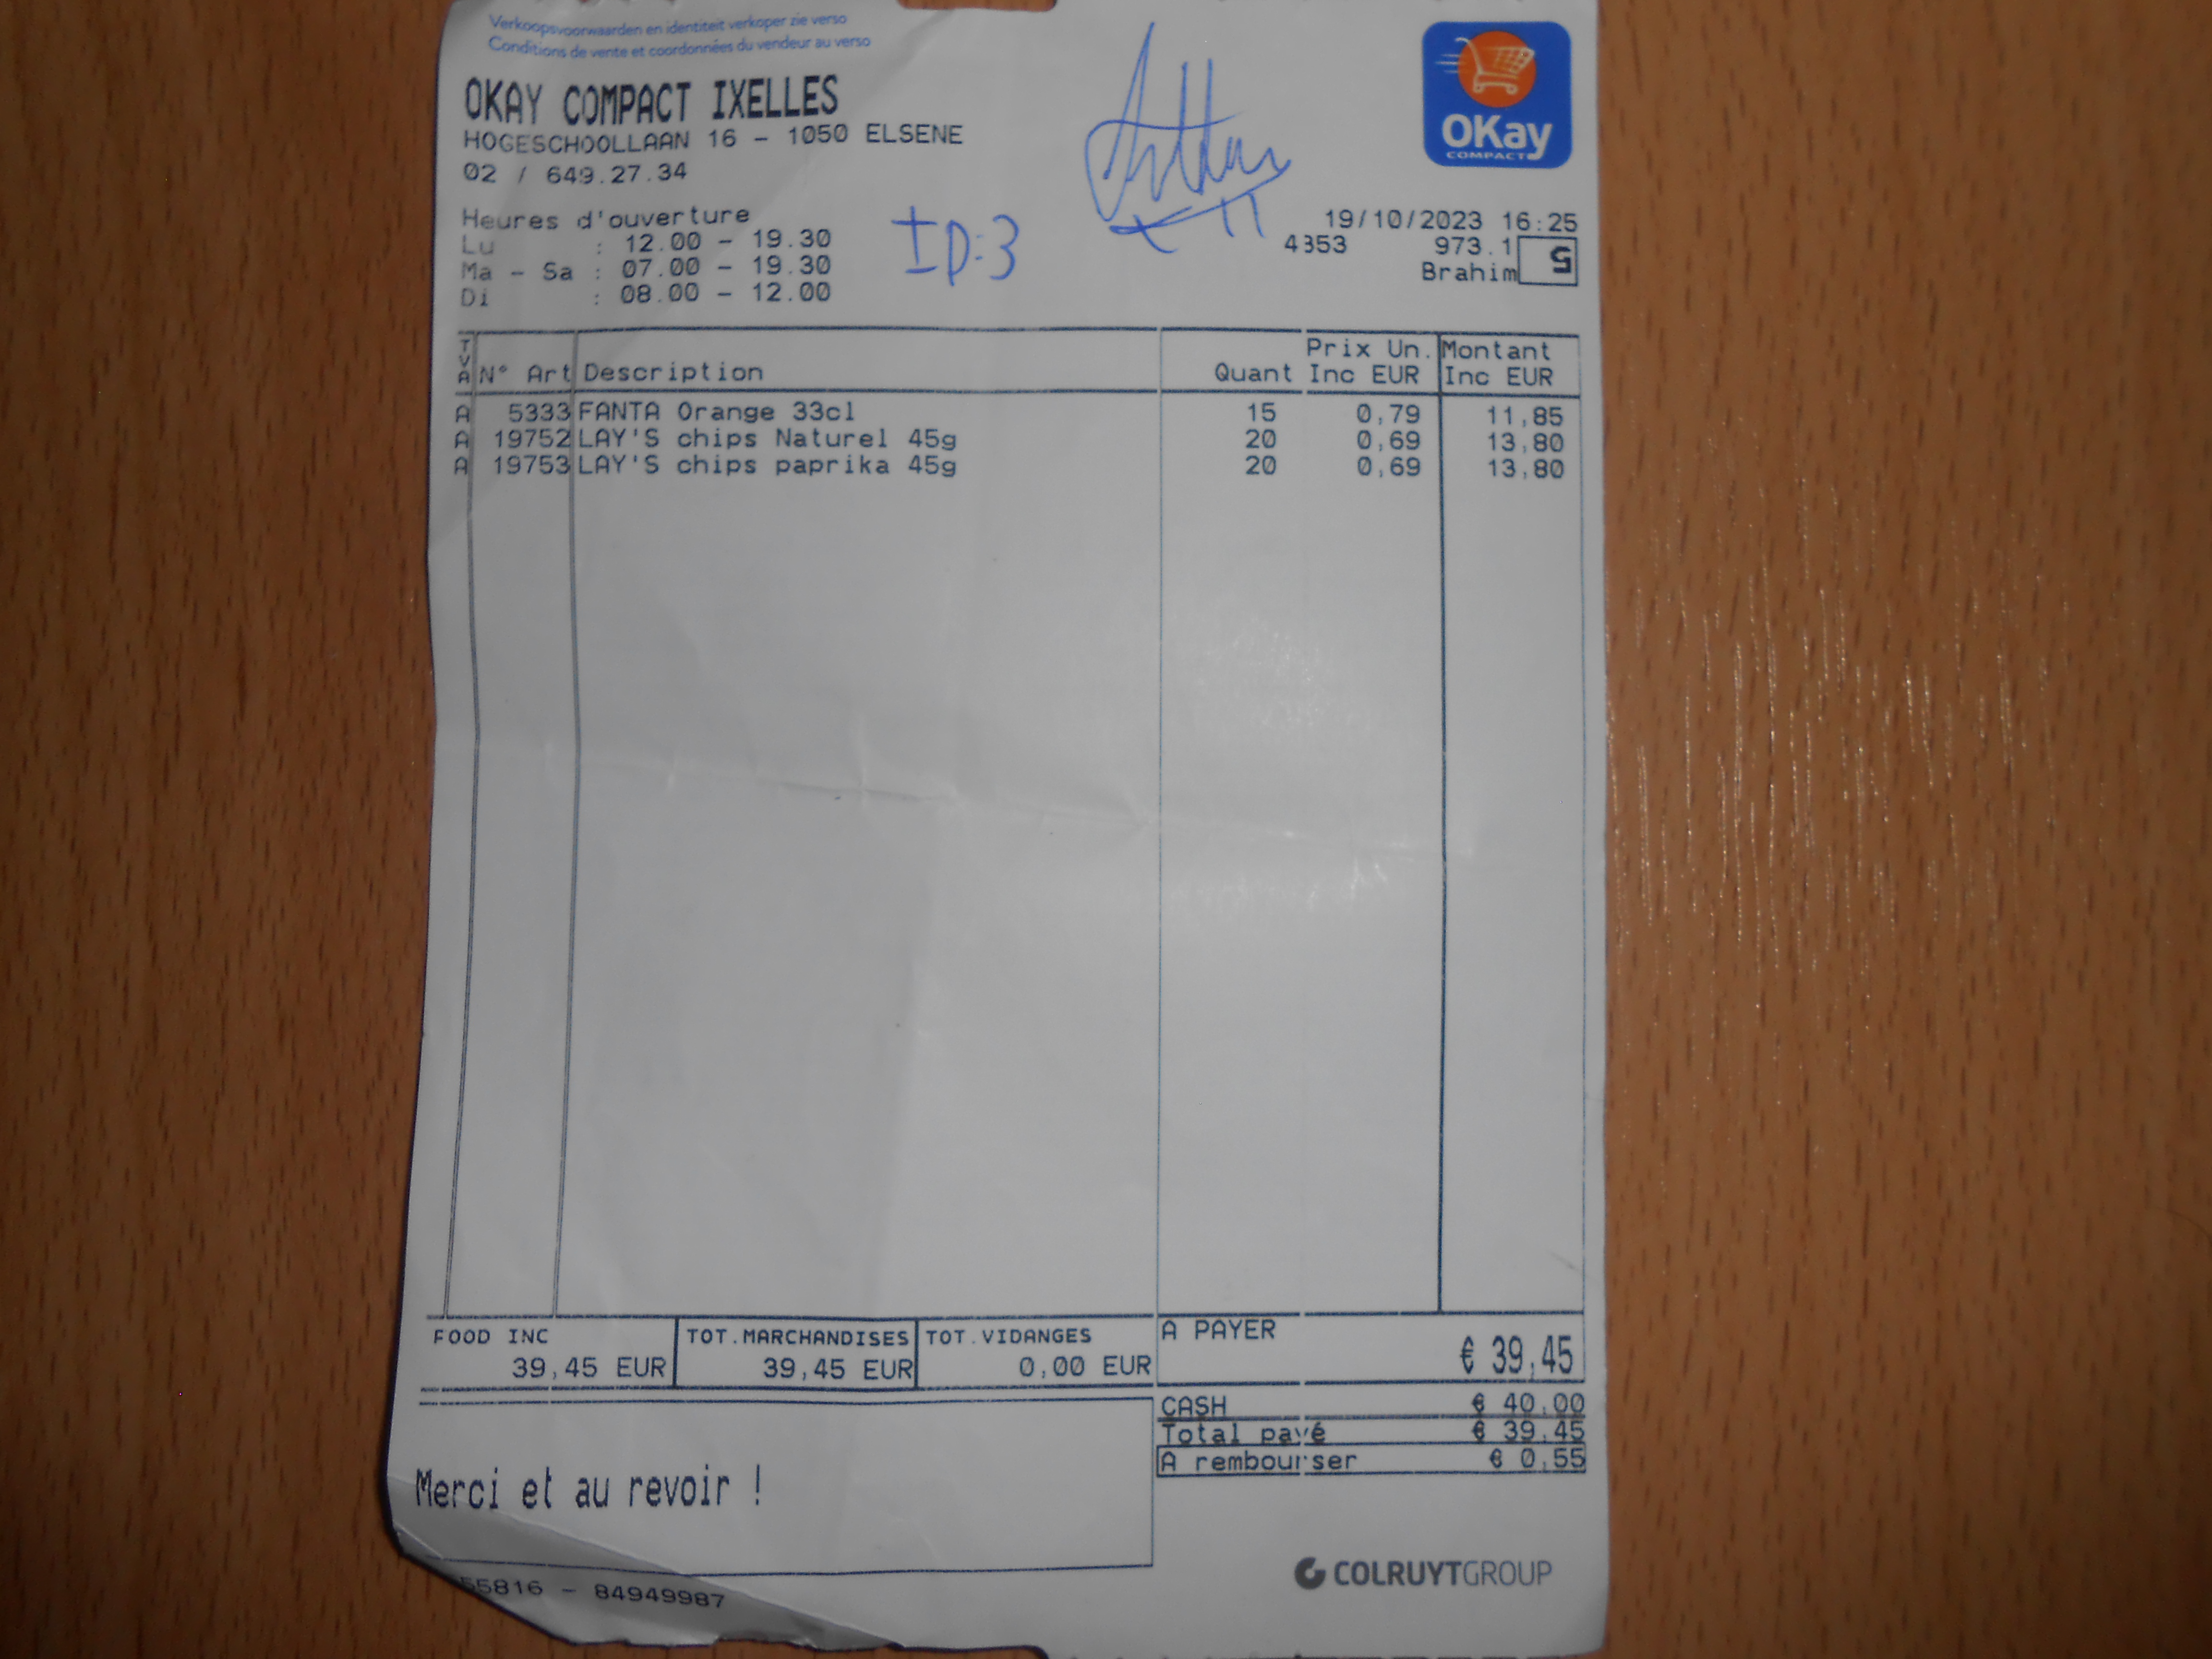 Verkoopsvoorwaarden en identiteit verkoper zie verso
Conditions de vente et coordonnées du vendeur au verso
OKAY COMPACT IXELLES
HOGESCHOOLLAAN 16 - 1050 ELSENE
02 / 649.27.34
OKay
COMPACT
Heures d'ouverture
Lu : 12.00 - 19.30
Ma - Sa : 07.00 - 19.30
Di : 08.00 - 12.00
ID:3
19/10/2023 16:25
4353 973.1
Brahim 5
TVA N° Art Description Quant Prix Un. Inc EUR Montant Inc EUR
A 5333 FANTA Orange 33cl 15 0,79 11,85
A 19752 LAY'S chips Naturel 45g 20 0,69 13,80
A 19753 LAY'S chips paprika 45g 20 0,69 13,80
FOOD INC TOT.MARCHANDISES TOT.VIDANGES A PAYER
39,45 EUR 39,45 EUR 0,00 EUR € 39,45
CASH € 40,00
Total payé € 39,45
A rembourser € 0,55
Merci et au revoir !
COLRUYTGROUP
55816 - 84949987